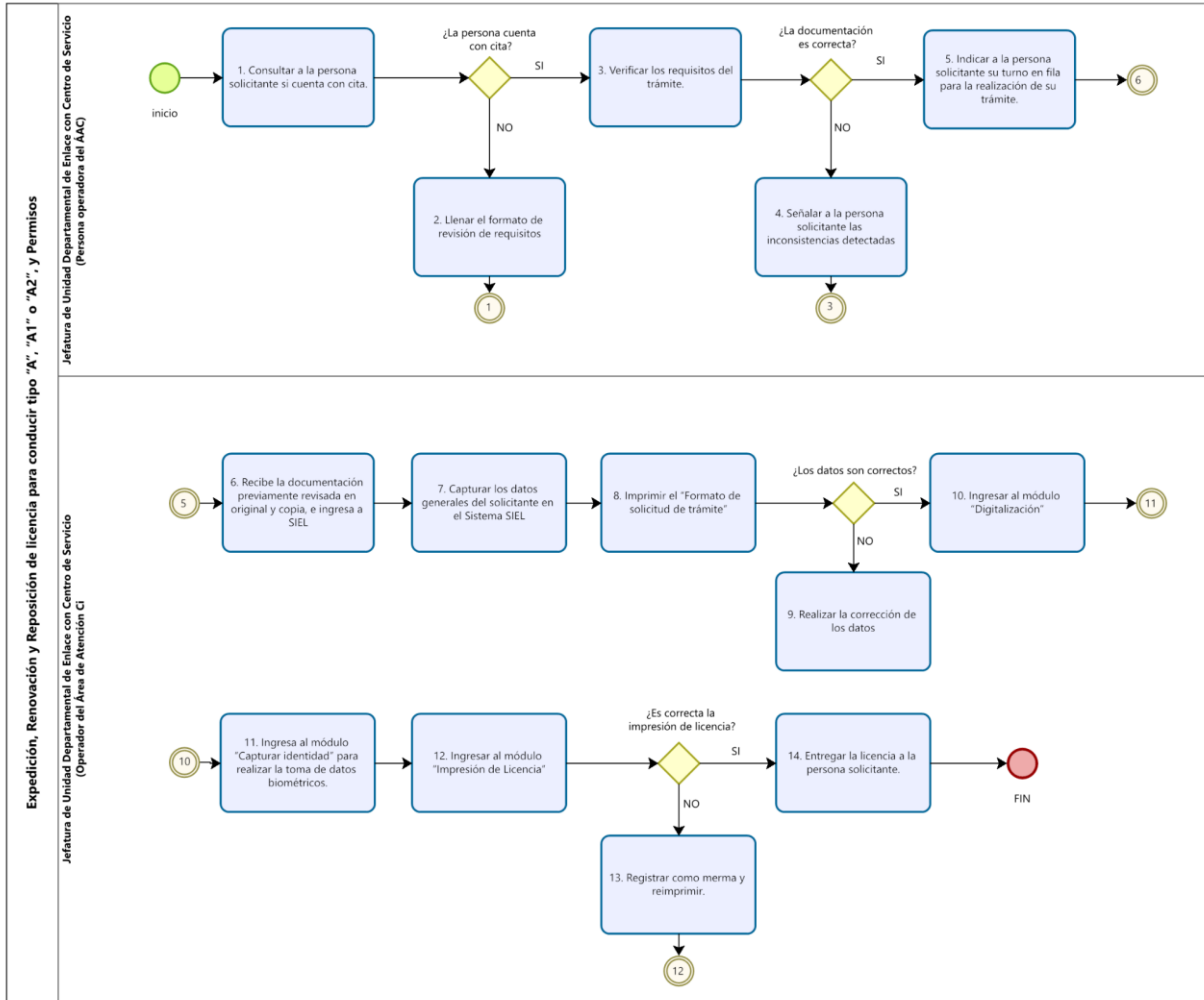 Expedición, Renovación y Reposición de licencia para conducir tipo "A", "A1" o "A2", y Permisos
Jefatura de Unidad Departamental de Enlace con Centro de Servicio
(Persona operadora del ÁAC)
inicio
1. Consultar a la persona
solicitante si cuenta con cita.
¿La persona cuenta
con cita?
SI
NO
2. Llenar el formato de
revisión de requisitos
1
3. Verificar los requisitos del
trámite.
¿La documentación
es correcta?
SI
NO
4. Señalar a la persona
solicitante las
inconsistencias detectadas
3
5. Indicar a la persona
solicitante su turno en fila
para la realización de su
trámite.
6
Jefatura de Unidad Departamental de Enlace con Centro de Servicio
(Operador del Área de Atención Ci
5
6. Recibe la documentación
previamente revisada en
original y copia, e ingresa a
SIEL
7. Capturar los datos
generales del solicitante en
el Sistema SIEL
8. Imprimir el "Formato de
solicitud de trámite"
¿Los datos son correctos?
SI
NO
9. Realizar la corrección de
los datos
10. Ingresar al módulo
"Digitalización"
11
10
11. Ingresa al módulo
"Capturar identidad" para
realizar la toma de datos
biométricos.
12. Ingresar al módulo
"Impresión de Licencia"
¿Es correcta la
impresión de licencia?
SI
NO
13. Registrar como merma y
reimprimir.
12
14. Entregar la licencia a la
persona solicitante.
FIN